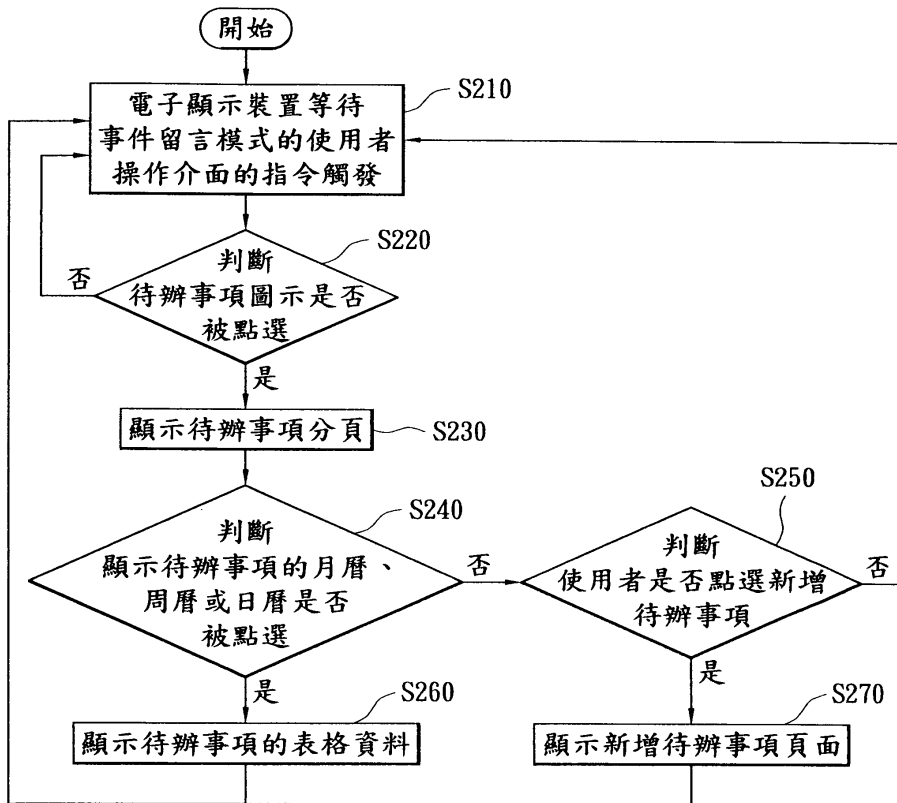 開始
電子顯示裝置等待
事件留言模式的使用者
操作介面的指令觸發
S210
判斷
待辦事項圖示是否
被點選
S220
否
是
顯示待辦事項分頁
S230
判斷
顯示待辦事項的月曆、
周曆或日曆是否
被點選
S240
否
是
判斷
使用者是否點選新增
待辦事項
S250
否
是
顯示待辦事項的表格資料
S260
顯示新增待辦事項頁面
S270